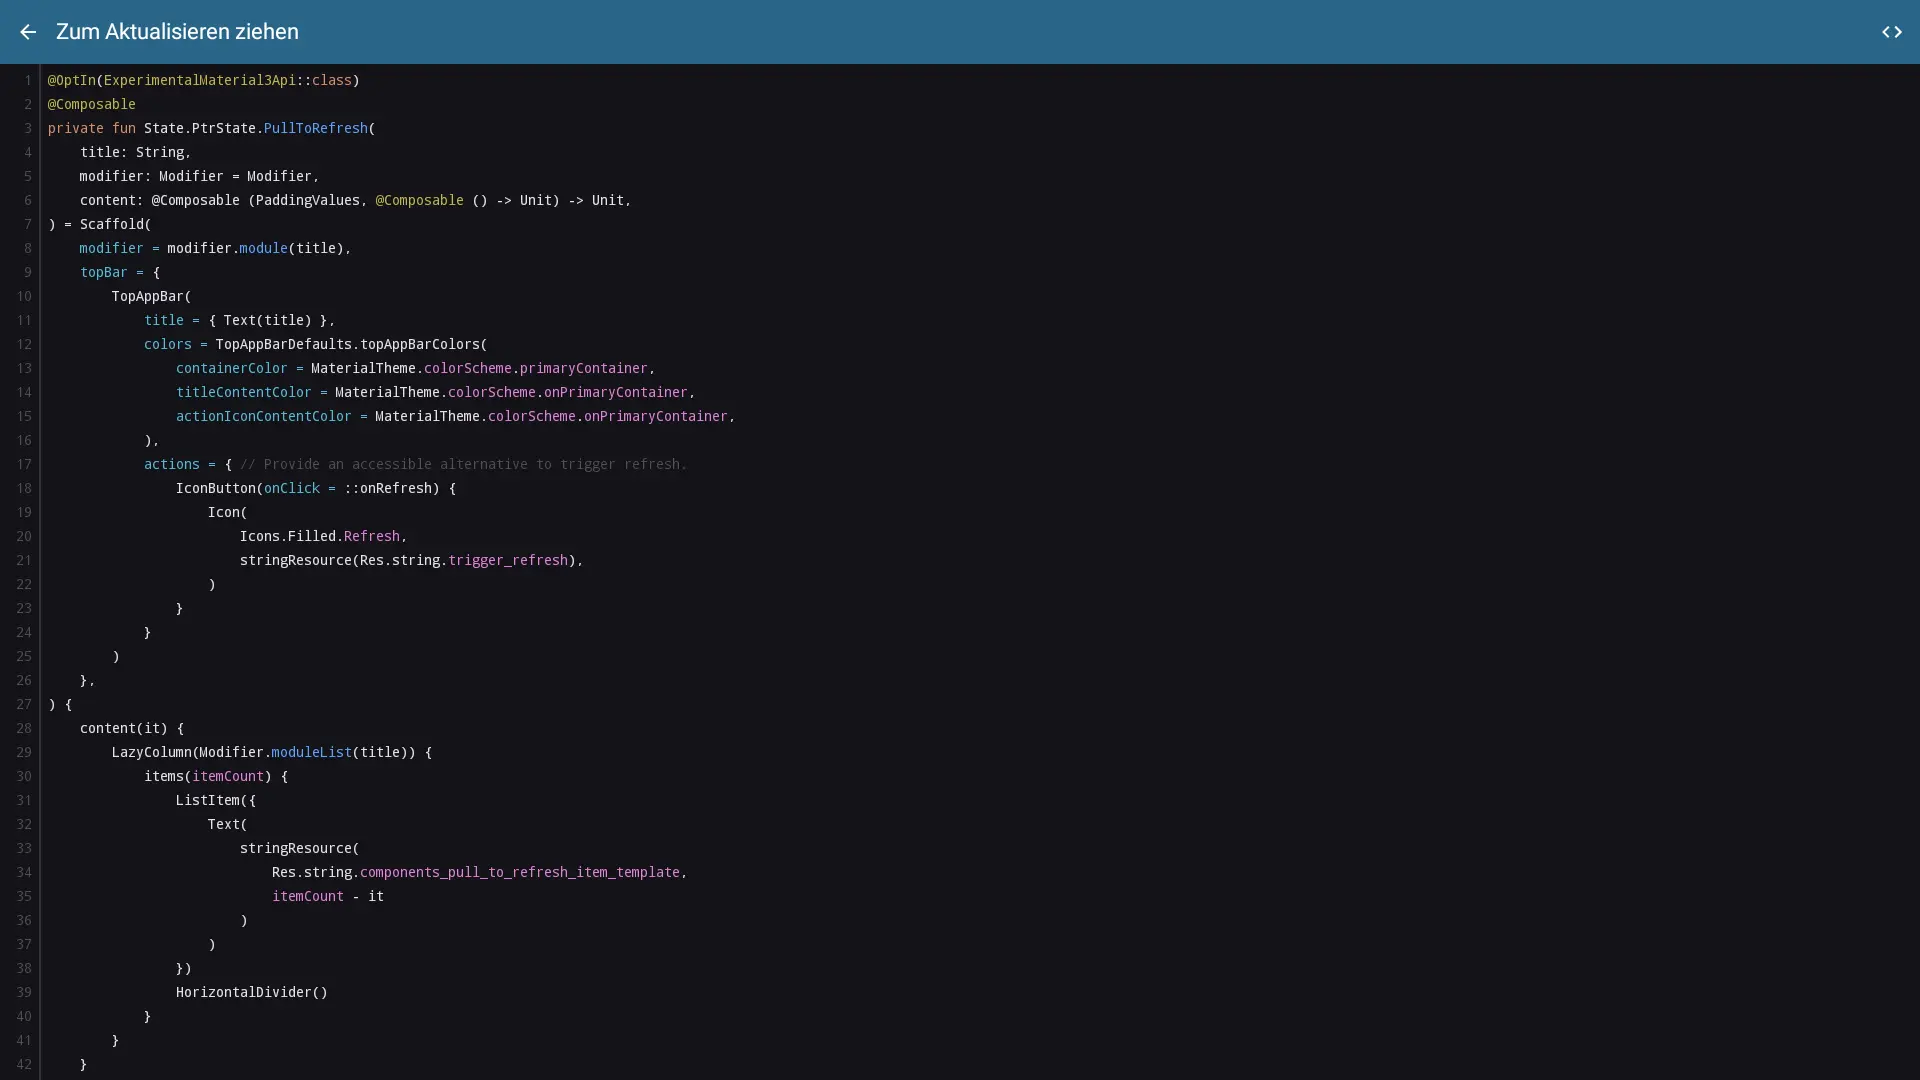 Zum Aktualisieren ziehen
1 @OptIn(ExperimentalMaterial3Api::class)
2 @Composable
3 private fun State.PtrState.PullToRefresh(
4     title: String,
5     modifier: Modifier = Modifier,
6     content: @Composable (PaddingValues, @Composable () -> Unit) -> Unit,
7 ) = Scaffold(
8     modifier = modifier.module(title),
9     topBar = {
10         TopAppBar(
11             title = { Text(title) },
12             colors = TopAppBarDefaults.topAppBarColors(
13                 containerColor = MaterialTheme.colorScheme.primaryContainer,
14                 titleContentColor = MaterialTheme.colorScheme.onPrimaryContainer,
15                 actionIconContentColor = MaterialTheme.colorScheme.onPrimaryContainer,
16             ),
17             actions = { // Provide an accessible alternative to trigger refresh.
18                 IconButton(onClick = ::onRefresh) {
19                     Icon(
20                         Icons.Filled.Refresh,
21                         stringResource(Res.string.trigger_refresh),
22                     )
23                 }
24             }
25         )
26     },
27 ) {
28     content(it) {
29         LazyColumn(Modifier.moduleList(title)) {
30             items(itemCount) {
31                 ListItem({
32                     Text(
33                         stringResource(
34                             Res.string.components_pull_to_refresh_item_template,
35                             itemCount - it
36                         )
37                     )
38                 })
39                 HorizontalDivider()
40             }
41         }
42     }